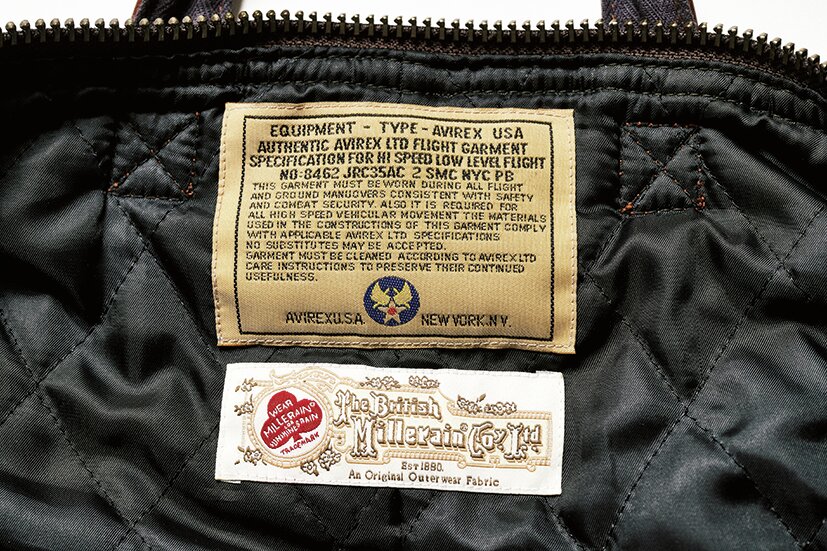 EQUIPMENT - TYPE - AVIREX USA
AUTHENTIC AVIREX LTD FLIGHT GARMENT
SPECIFICATION FOR HI SPEED LOW LEVEL FLIGHT
NO: 8462 JRC35AC 2 SMC NYC PB
THIS GARMENT MUST BE WORN DURING ALL FLIGHT
AND GROUND MANUOVERS CONSISTENT WITH SAFETY
AND COMBAT SECURITY. ALSO IT IS REQUIRED FOR
ALL HIGH SPEED VEHICULAR MOVEMENT THE MATERIALS
USED IN THE CONSTRUCTIONS OF THIS GARMENT COMPLY
WITH APPLICABLE AVIREX LTD SPECIFICATIONS
NO SUBSTITUTES MAY BE ACCEPTED.
GARMENT MUST BE CLEANED ACCORDING TO AVIREX LTD
CARE INSTRUCTIONS TO PRESERVE THEIR CONTINUED
USEFULNESS.
AVIREX U.S.A. NEW YORK.N.Y.
WEAR
MILLERAIN®
TRADE MARK
The British
Millerain® Co. Ltd
EST 1880.
An Original Outerwear Fabric